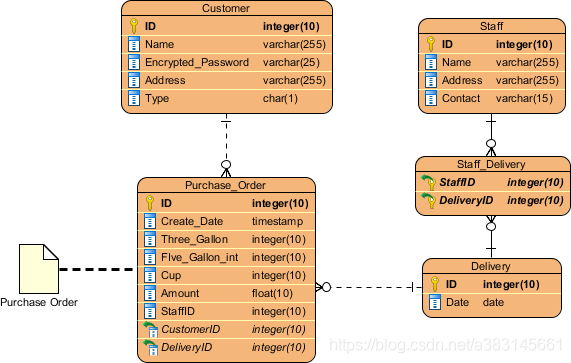 Customer
ID integer(10)
Name varchar(255)
Encrypted_Password varchar(25)
Address varchar(255)
Type char(1)
Staff
ID integer(10)
Name varchar(255)
Address varchar(255)
Contact varchar(15)
Staff_Delivery
StaffID integer(10)
DeliveryID integer(10)
Purchase_Order
ID integer(10)
Create_Date timestamp
Three_Gallon integer(10)
FIve_Gallon_int integer(10)
Cup integer(10)
Amount float(10)
StaffID integer(10)
CustomerID integer(10)
DeliveryID integer(10)
Delivery
ID integer(10)
Date date
Purchase Order
https://blog.csdn.net/a383145661